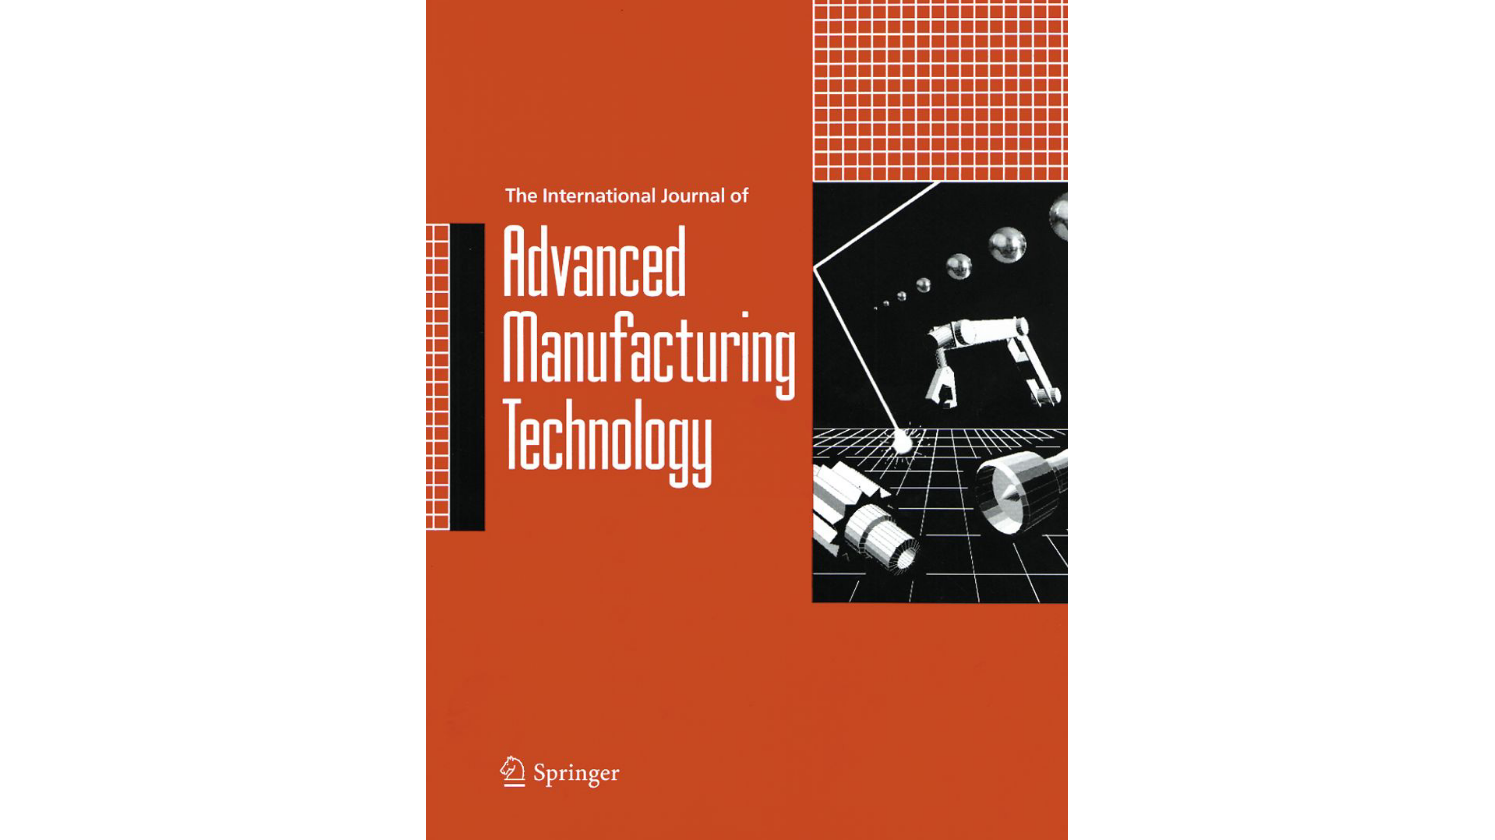 The International Journal of
Advanced
Manufacturing
Technology
Springer